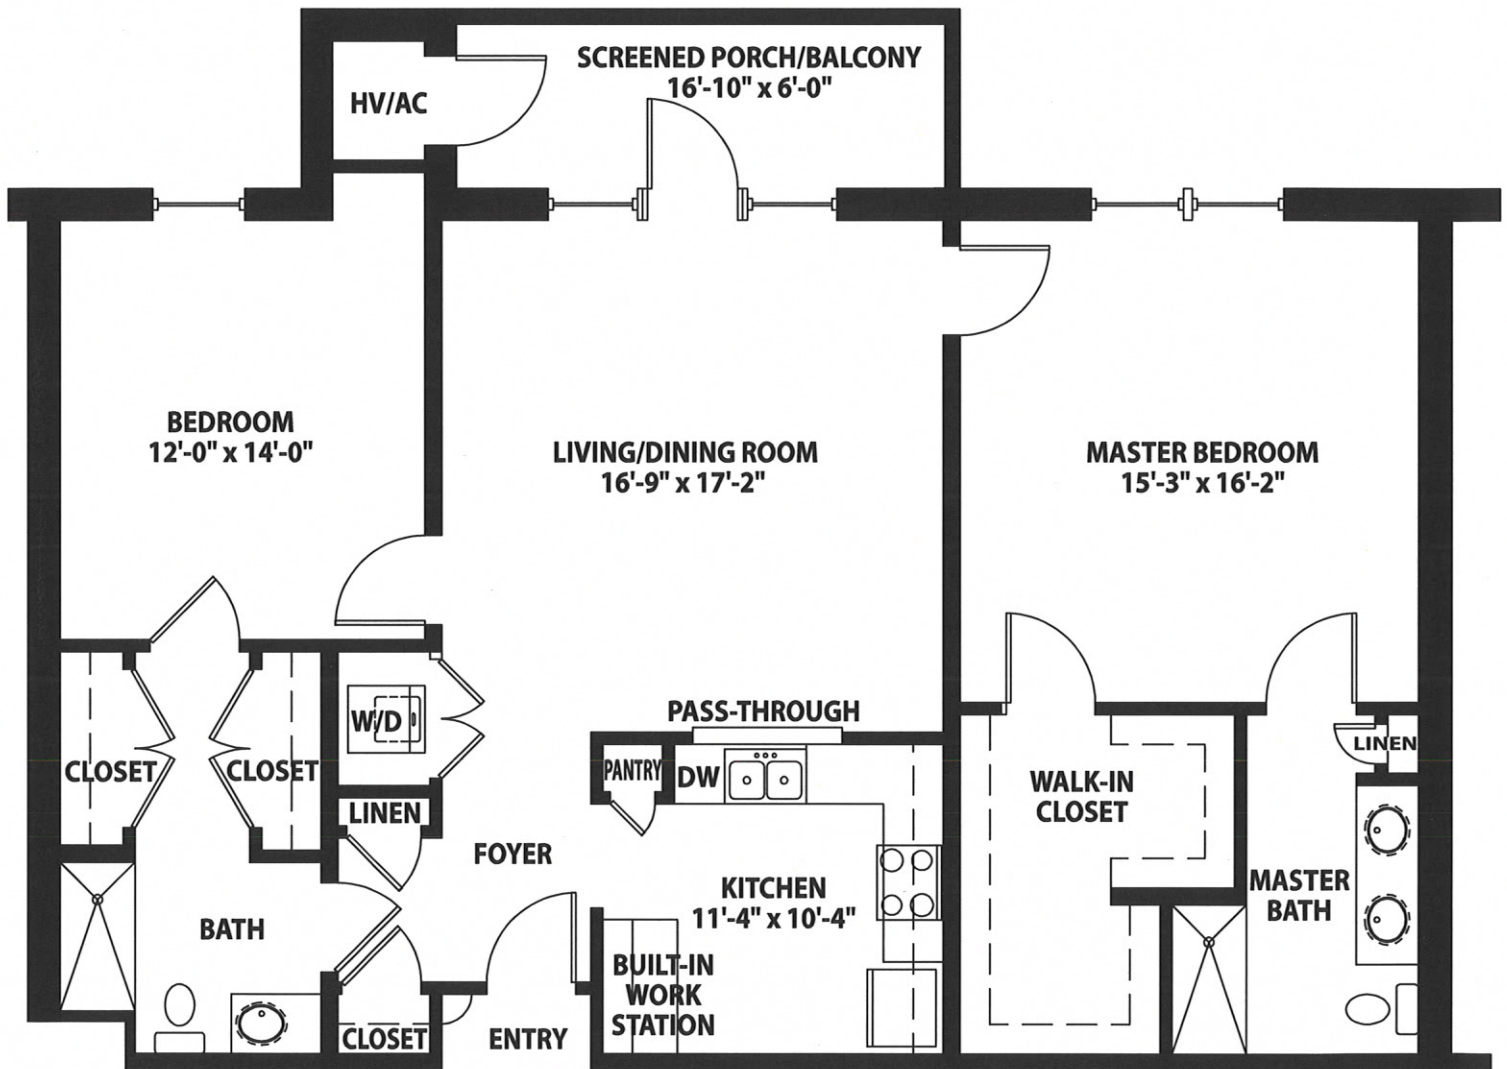 SCREENED PORCH/BALCONY
16'-10" x 6'-0"
HV/AC
BEDROOM
12'-0" x 14'-0"
LIVING/DINING ROOM
16'-9" x 17'-2"
MASTER BEDROOM
15'-3" x 16'-2"
PASS-THROUGH
W/D
CLOSET
CLOSET
PANTRY
DW
LINEN
WALK-IN
CLOSET
LINEN
FOYER
KITCHEN
11'-4" x 10'-4"
MASTER
BATH
BATH
BUILT-IN
WORK
STATION
CLOSET
ENTRY